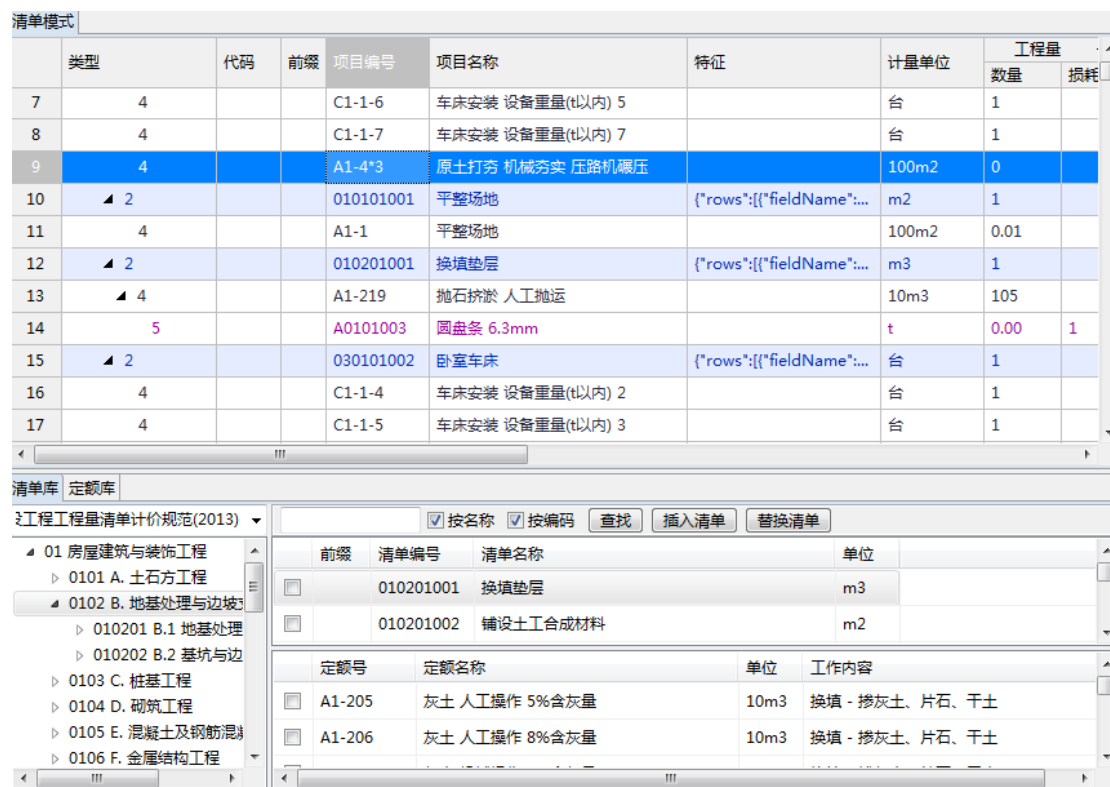 清单模式
类型 代码 前缀 项目编号 项目名称 特征 计量单位 工程量
数量 损耗
7 4 C1-1-6 车床安装 设备重量(t以内) 5 台 1
8 4 C1-1-7 车床安装 设备重量(t以内) 7 台 1
9 4 A1-4*3 原土打夯 机械夯实 压路机碾压 100m2 0
10 2 010101001 平整场地 {"rows":[{"fieldName":... m2 1
11 4 A1-1 平整场地 100m2 0.01
12 2 010201001 换填垫层 {"rows":[{"fieldName":... m3 1
13 4 A1-219 抛石挤淤 人工抛运 10m3 105
14 5 A0101003 圆盘条 6.3mm t 0.00 1
15 2 030101002 卧室车床 {"rows":[{"fieldName":... 台 1
16 4 C1-1-4 车床安装 设备重量(t以内) 2 台 1
17 4 C1-1-5 车床安装 设备重量(t以内) 3 台 1
清单库 定额库
工程工程量清单计价规范(2013) 按名称 按编码 查找 插入清单 替换清单
01 房屋建筑与装饰工程
0101 A. 土石方工程
0102 B. 地基处理与边坡
010201 B.1 地基处理
010202 B.2 基坑与边
0103 C. 桩基工程
0104 D. 砌筑工程
0105 E. 混凝土及钢筋混
0106 F. 金属结构工程
前缀 清单编号 清单名称 单位
010201001 换填垫层 m3
010201002 铺设土工合成材料 m2
定额号 定额名称 单位 工作内容
A1-205 灰土 人工操作 5%含灰量 10m3 换填 - 掺灰土、片石、干土
A1-206 灰土 人工操作 8%含灰量 10m3 换填 - 掺灰土、片石、干土